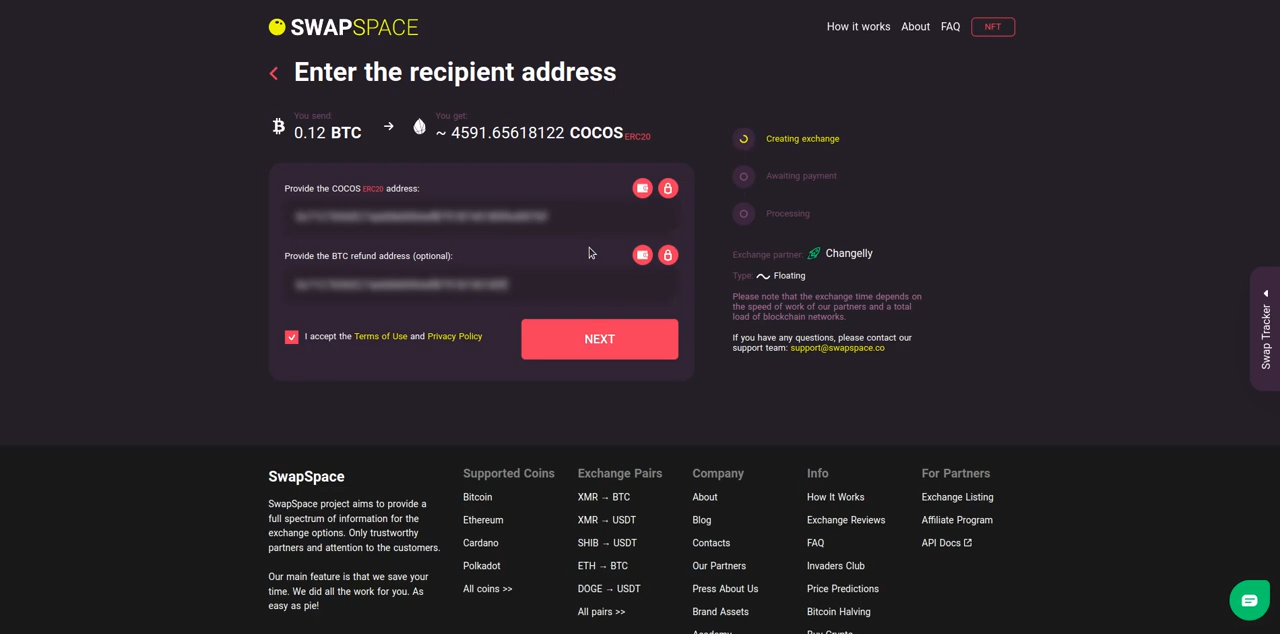 SWAPSPACE
How it works About FAQ NFT
Enter the recipient address
You send:
0.12 BTC
You get:
~ 4591.65618122 COCOS ERC20
Provide the COCOS ERC20 address:
Provide the BTC refund address (optional):
I accept the Terms of Use and Privacy Policy
NEXT
Creating exchange
Awaiting payment
Processing
Exchange partner: Changelly
Type: Floating
Please note that the exchange time depends on
the speed of work of our partners and a total
load of blockchain networks.
If you have any questions, please contact our
support team: support@swapspace.co
Swap Tracker
SwapSpace
SwapSpace project aims to provide a
full spectrum of information for the
exchange options. Only trustworthy
partners and attention to the customers.
Our main feature is that we save your
time. We did all the work for you. As
easy as pie!
Supported Coins
Bitcoin
Ethereum
Cardano
Polkadot
All coins >>
Exchange Pairs
XMR → BTC
XMR → USDT
SHIB → USDT
ETH → BTC
DOGE → USDT
All pairs >>
Company
About
Blog
Contacts
Our Partners
Press About Us
Brand Assets
Academy
Info
How It Works
Exchange Reviews
FAQ
Invaders Club
Price Predictions
Bitcoin Halving
Buy Crypto
For Partners
Exchange Listing
Affiliate Program
API Docs